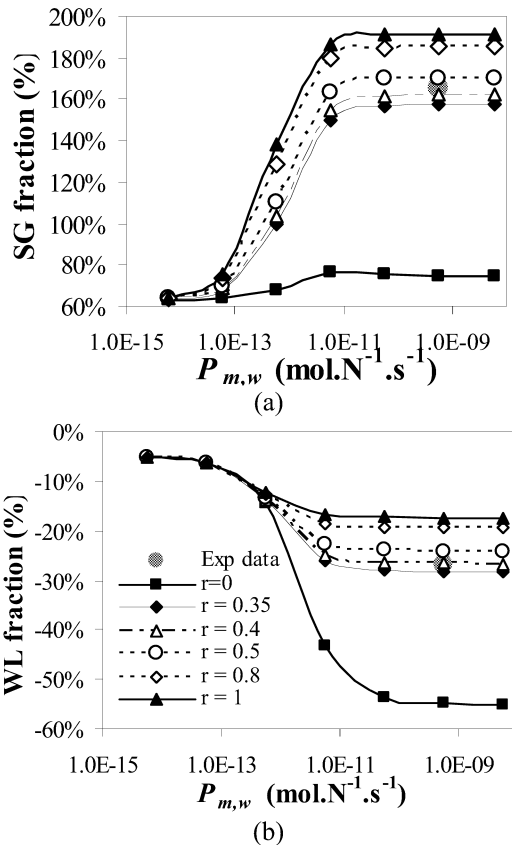 200%
180%
160%
140%
120%
100%
80%
60%
SG fraction (%)
1.0E-15 1.0E-13 1.0E-11 1.0E-09
P m,w (mol.N-1.s-1)
(a)
0%
-10%
-20%
-30%
-40%
-50%
-60%
WL fraction (%)
Exp data
r=0
r = 0.35
r = 0.4
r = 0.5
r = 0.8
r = 1
1.0E-15 1.0E-13 1.0E-11 1.0E-09
P m,w (mol.N-1.s-1)
(b)